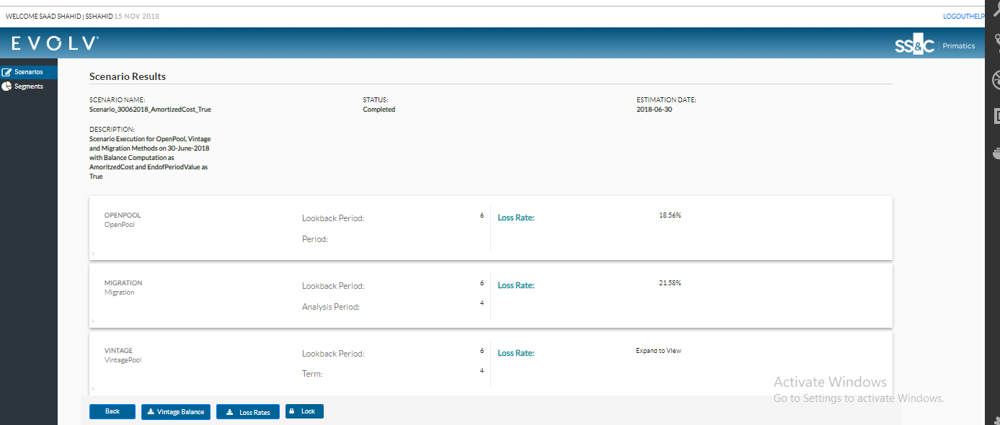 WELCOME SAAD SHAHID | SSHAHID 15 NOV 2018
LOGOUTHELP
EVOLV
SS&C Primatics
Scenarios
Segments
Scenario Results
SCENARIO NAME:
Scenario_30062018_AmortizedCost_True
STATUS:
Completed
ESTIMATION DATE:
2018-06-30
DESCRIPTION:
Scenario Execution for OpenPool, Vintage
and Migration Methods on 30-June-2018
with Balance Computation as
AmoritzedCost and EndofPeriodValue as
True
OPENPOOL
OpenPool
Lookback Period: 6
Period:
Loss Rate: 18.56%
MIGRATION
Migration
Lookback Period: 6
Analysis Period: 4
Loss Rate: 21.58%
VINTAGE
VintagePool
Lookback Period: 6
Term: 4
Loss Rate: Expand to View
Activate Windows
Go to Settings to activate Windows.
Back
Vintage Balance
Loss Rates
Lock